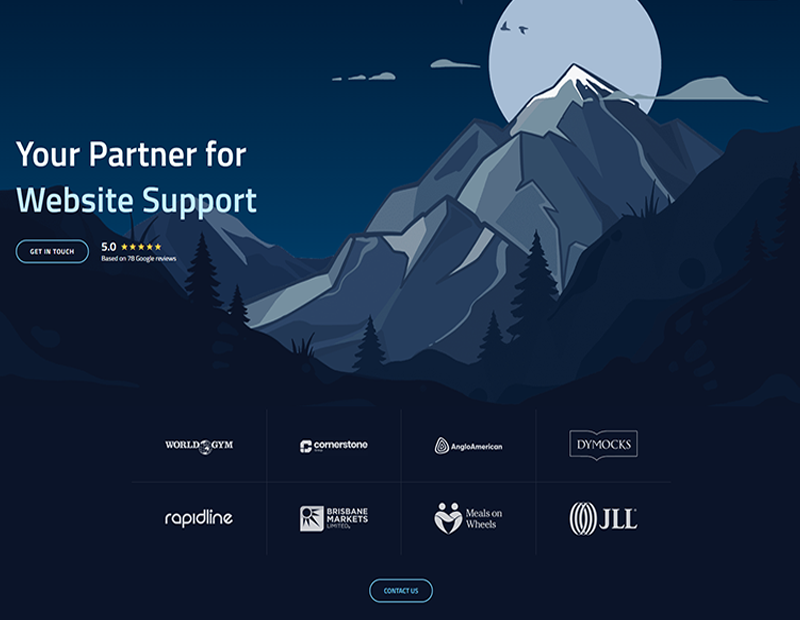 Your Partner for
Website Support
GET IN TOUCH
5.0
Based on 78 Google reviews
WORLD GYM
cornerstone
AngloAmerican
DYMOCKS
rapidline
BRISBANE
MARKETS
LIMITED
Meals on
Wheels
JLL
CONTACT US